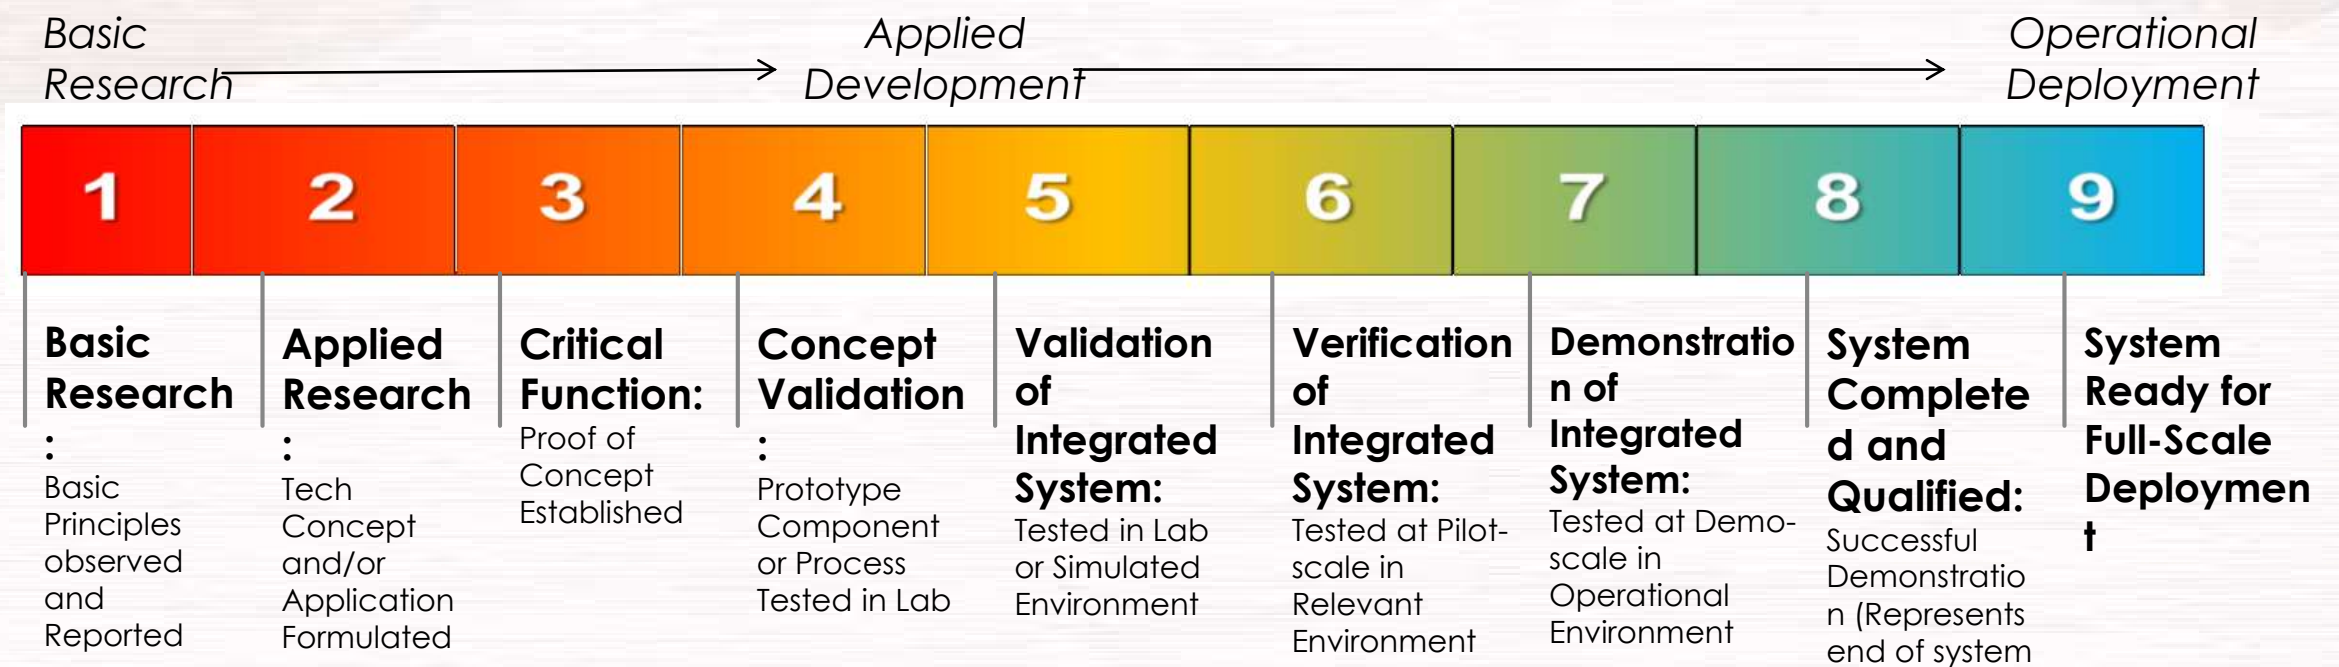 Basic
Research
Applied
Development
Operational
Deployment
1
2
3
4
5
6
7
8
9
Basic
Research
:
Basic
Principles
observed
and
Reported
Applied
Research
:
Tech
Concept
and/or
Application
Formulated
Critical
Function:
Proof of
Concept
Established
Concept
Validation
:
Prototype
Component
or Process
Tested in Lab
Validation
of
Integrated
System:
Tested in Lab
or Simulated
Environment
Verification
of
Integrated
System:
Tested at Pilot-
scale in
Relevant
Environment
Demonstratio
n of
Integrated
System:
Tested at Demo-
scale in
Operational
Environment
System
Complete
d and
Qualified:
Successful
Demonstratio
n (Represents
end of system
System
Ready for
Full-Scale
Deploymen
t